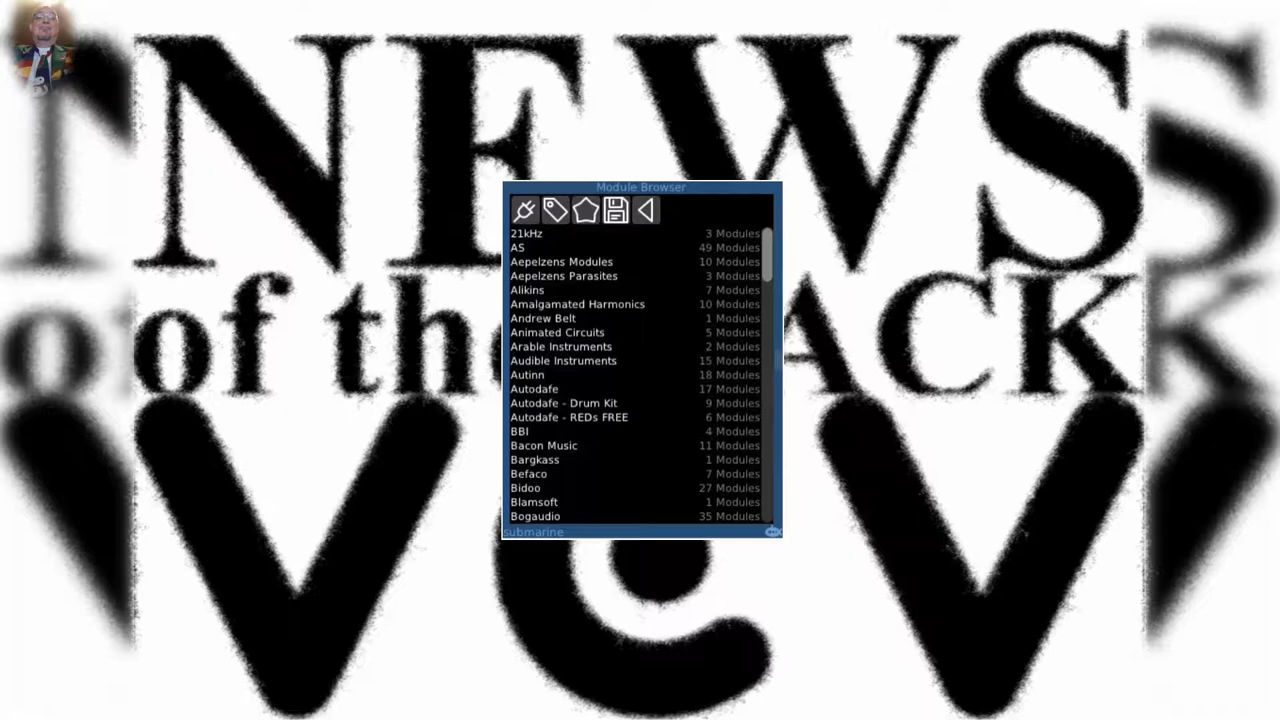 NEWS
of the ACK
VCV
Module Browser
21kHz 3 Modules
AS 49 Modules
Aepelzens Modules 10 Modules
Aepelzens Parasites 3 Modules
Alikins 7 Modules
Amalgamated Harmonics 10 Modules
Andrew Belt 1 Modules
Animated Circuits 5 Modules
Arable Instruments 2 Modules
Audible Instruments 15 Modules
Autinn 18 Modules
Autodafe 17 Modules
Autodafe - Drum Kit 9 Modules
Autodafe - REDs FREE 6 Modules
BBI 4 Modules
Bacon Music 11 Modules
Bargkass 1 Modules
Befaco 7 Modules
Bidoo 27 Modules
Blamsoft 1 Modules
Bogaudio 35 Modules
submarine